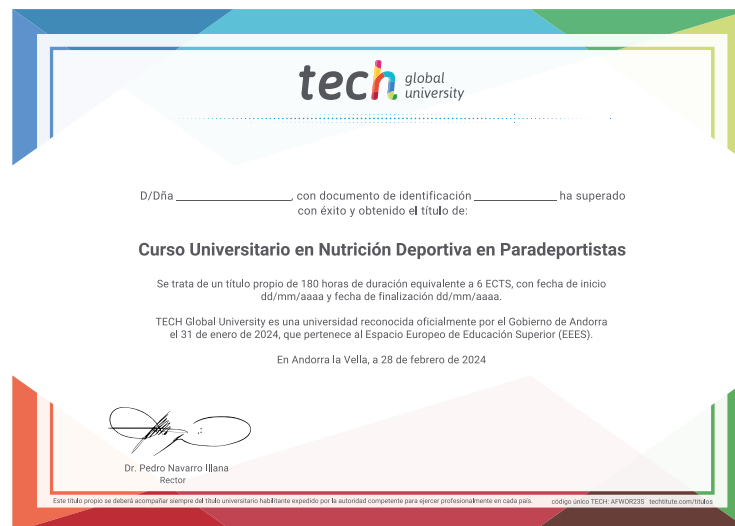 tech global university
D/Dña ____________________, con documento de identificación ______________ ha superado
con éxito y obtenido el título de:
Curso Universitario en Nutrición Deportiva en Paradeportistas
Se trata de un título propio de 180 horas de duración equivalente a 6 ECTS, con fecha de inicio
dd/mm/aaaa y fecha de finalización dd/mm/aaaa.
TECH Global University es una universidad reconocida oficialmente por el Gobierno de Andorra
el 31 de enero de 2024, que pertenece al Espacio Europeo de Educación Superior (EEES).
En Andorra la Vella, a 28 de febrero de 2024
Dr. Pedro Navarro Illana
Rector
Este título propio se deberá acompañar siempre del título universitario habilitante expedido por la autoridad competente para ejercer profesionalmente en cada país. código único TECH: AFWOR235 techtitute.com/titulos